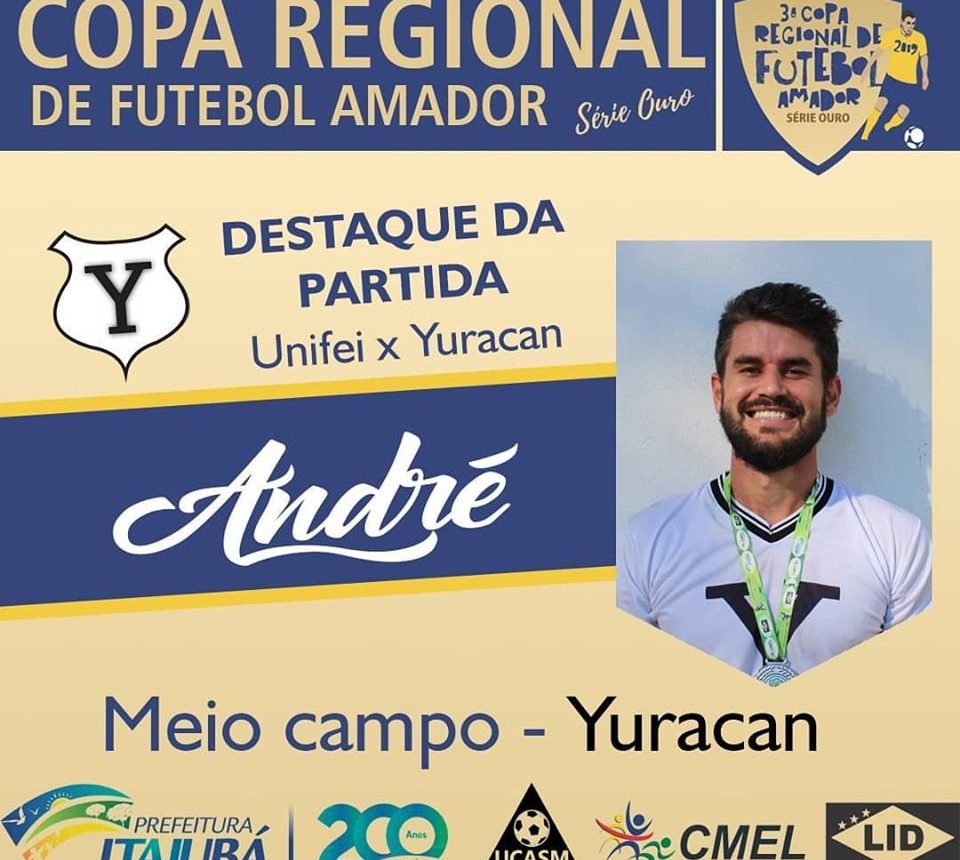 COPA REGIONAL
DE FUTEBOL AMADOR Série Ouro
3ª COPA
REGIONAL DE
FUTEBOL
AMADOR
SÉRIE OURO
2019
Y
DESTAQUE DA
PARTIDA
Unifei x Yuracan
André
Y
Meio campo - Yuracan
PREFEITURA
ITAJUBÁ
200 Anos
UCASM
CMEL
LID